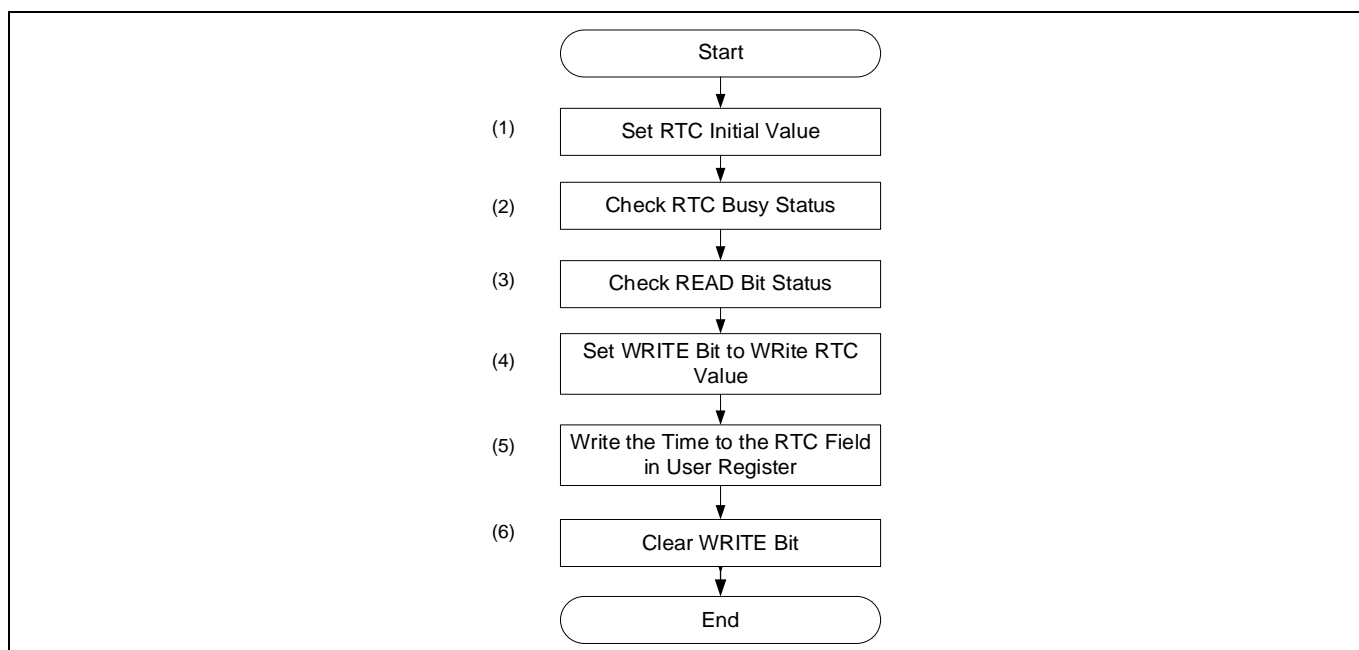 Start
(1)
Set RTC Initial Value
(2)
Check RTC Busy Status
(3)
Check READ Bit Status
(4)
Set WRITE Bit to WRite RTC
Value
(5)
Write the Time to the RTC Field
in User Register
(6)
Clear WRITE Bit
End